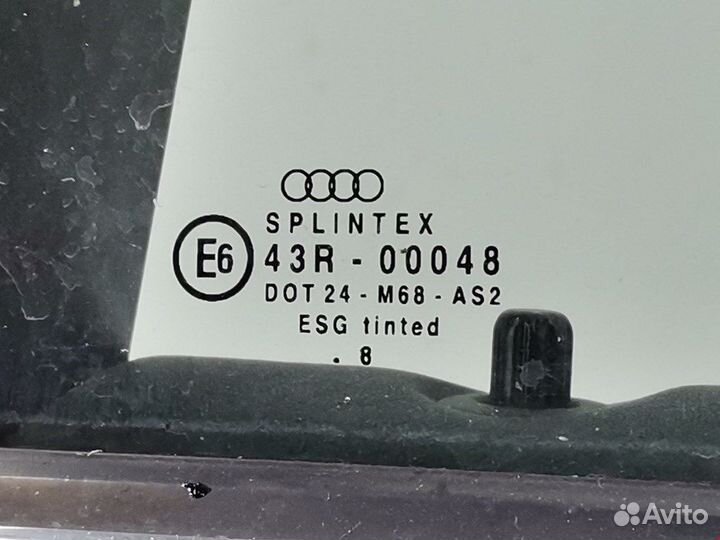 SPLINTEX
E6 43R - 00048
DOT 24 - M68 - AS2
ESG tinted
. 8
Avito